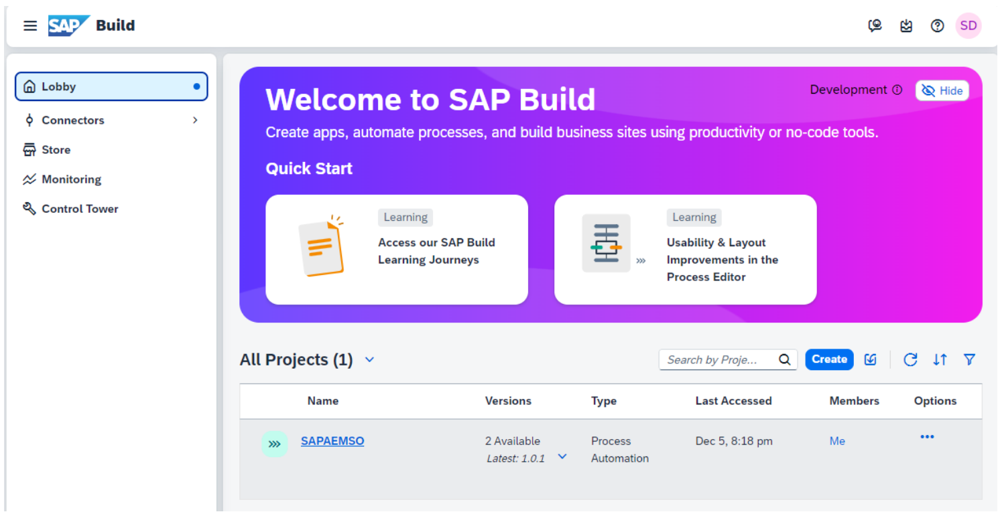 SAP Build
SD
Lobby
Connectors
Store
Monitoring
Control Tower
Welcome to SAP Build
Development
Hide
Create apps, automate processes, and build business sites using productivity or no-code tools.
Quick Start
Learning
Access our SAP Build
Learning Journeys
Learning
Usability & Layout
Improvements in the
Process Editor
All Projects (1)
Search by Proje...
Create
Name Versions Type Last Accessed Members Options
SAPAEMSO 2 Available Process Dec 5, 8:18 pm Me
Latest: 1.0.1 Automation